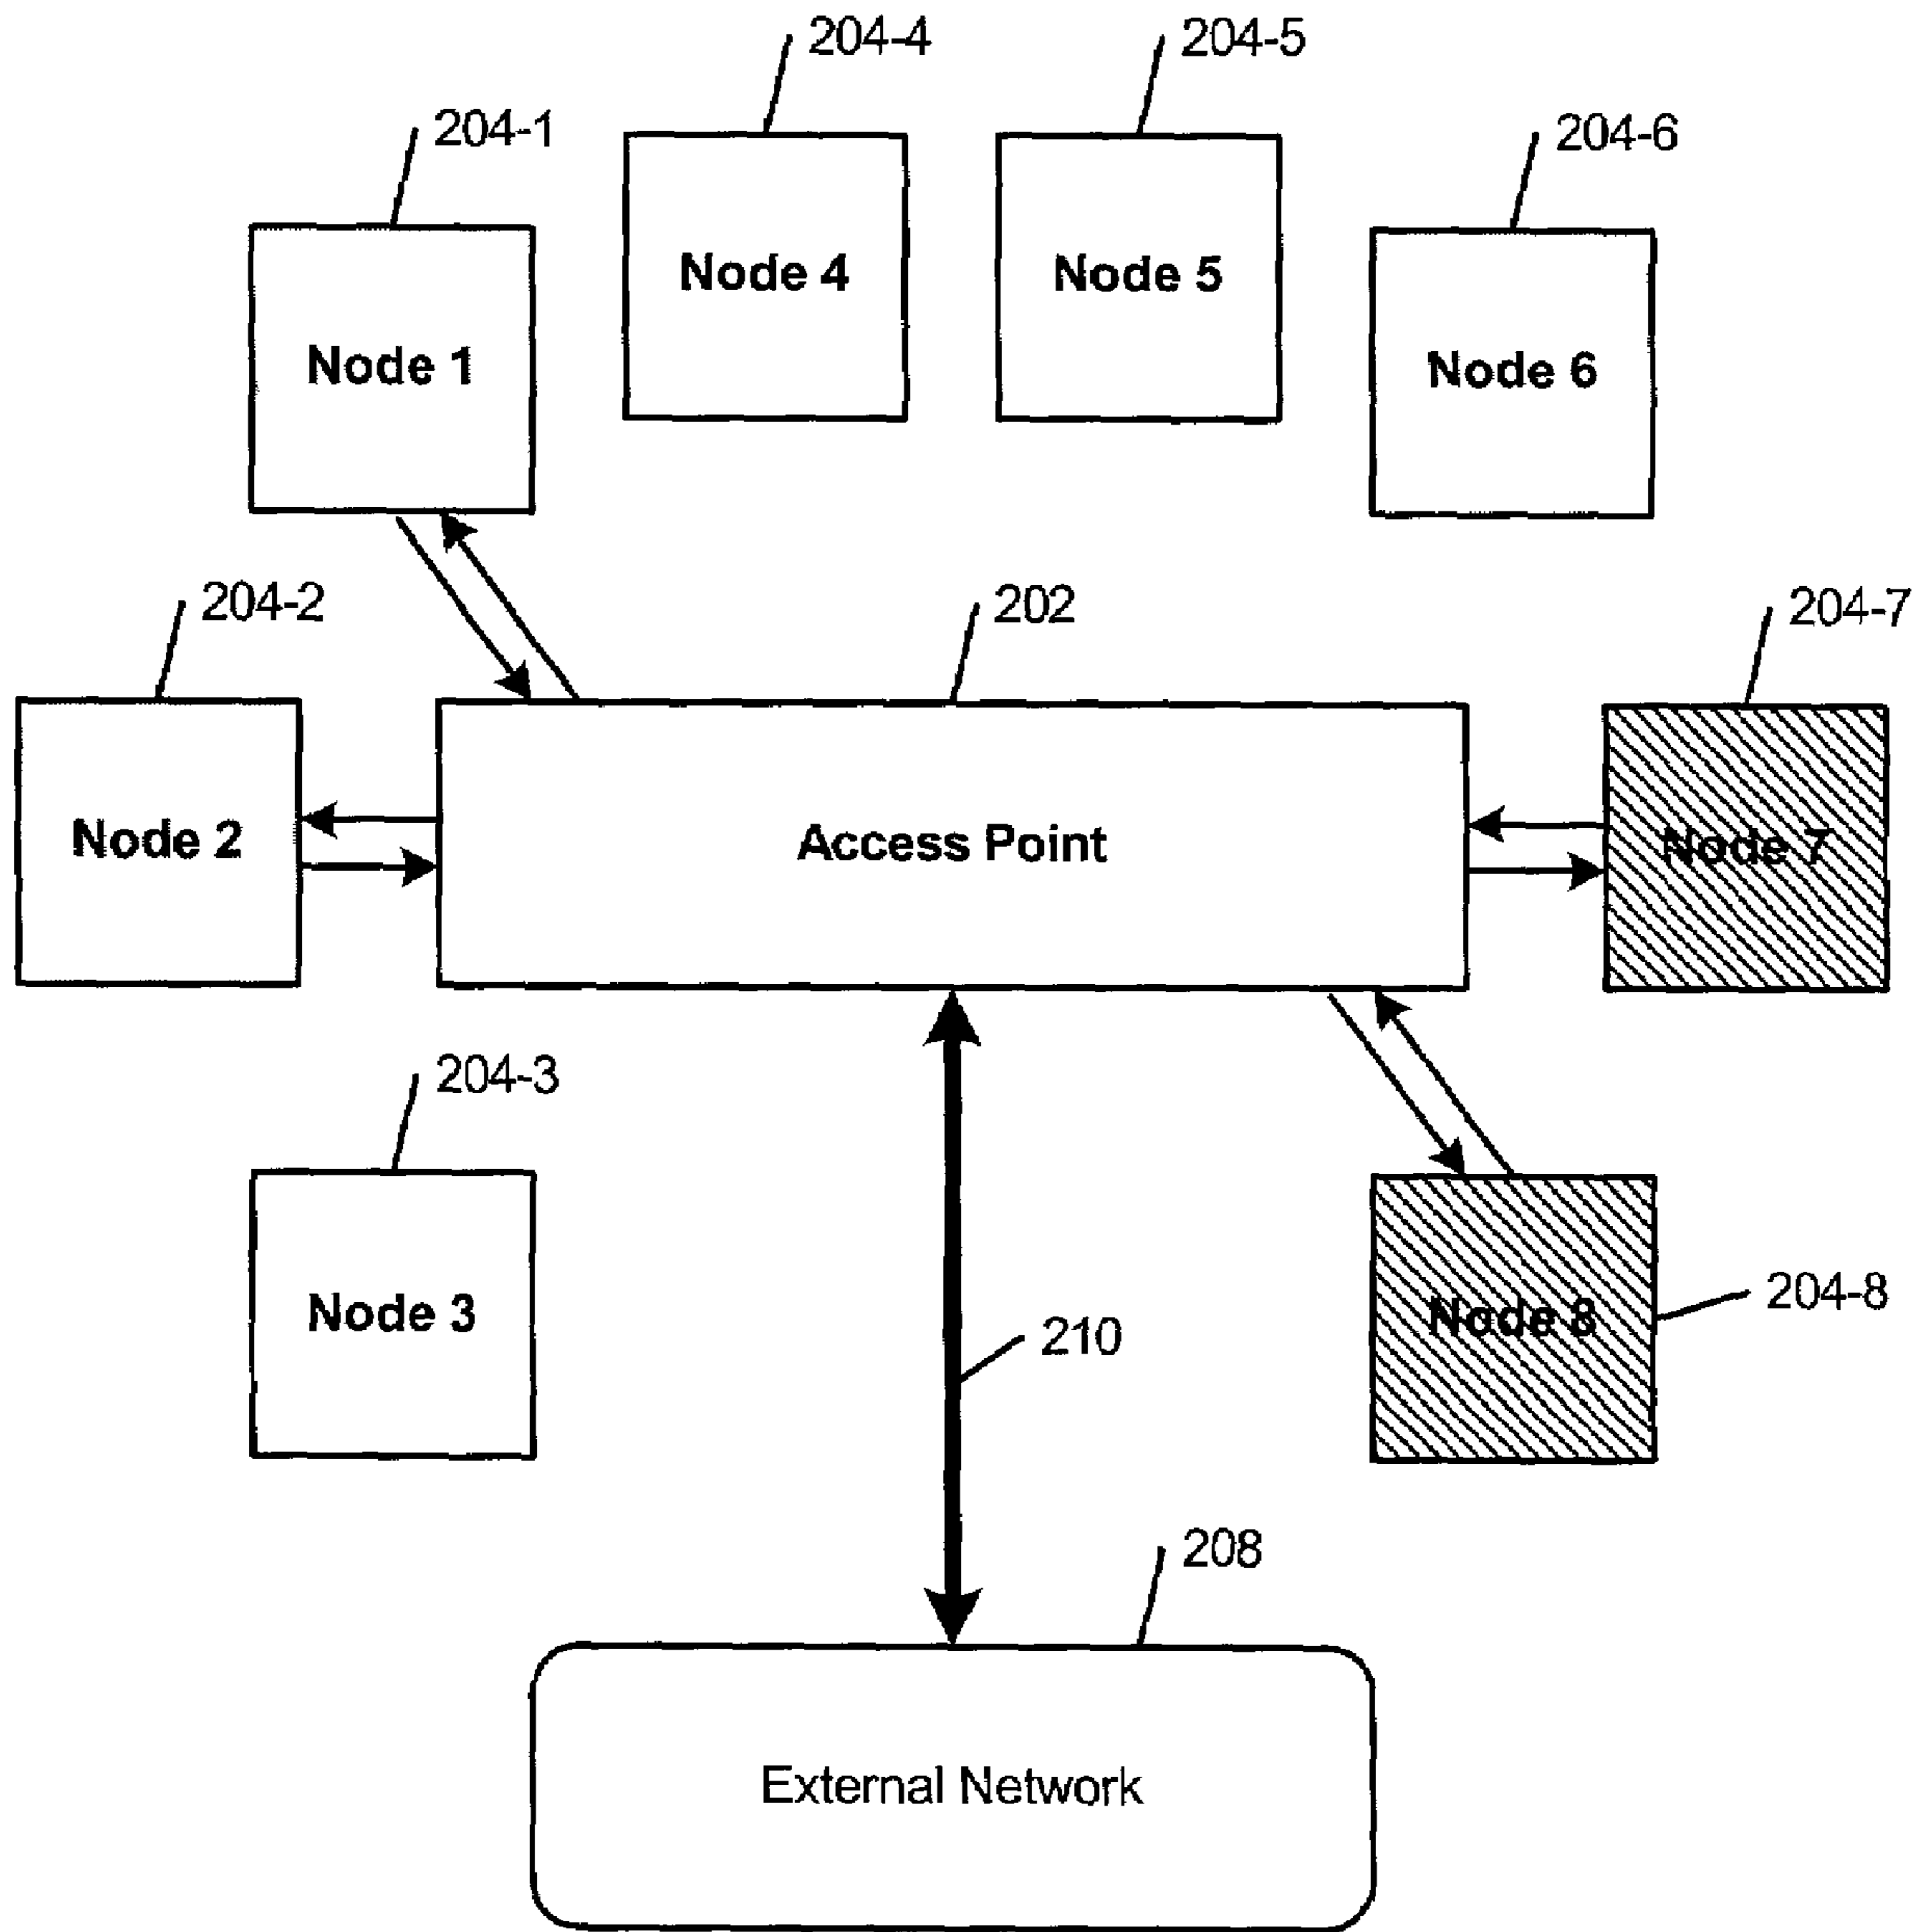 204-4
204-5
204-1
204-6
Node 4
Node 5
Node 1
Node 6
204-2
202
204-7
Node 2
Access Point
Node 7
204-3
204-8
Node 3
Node 8
210
208
External Network